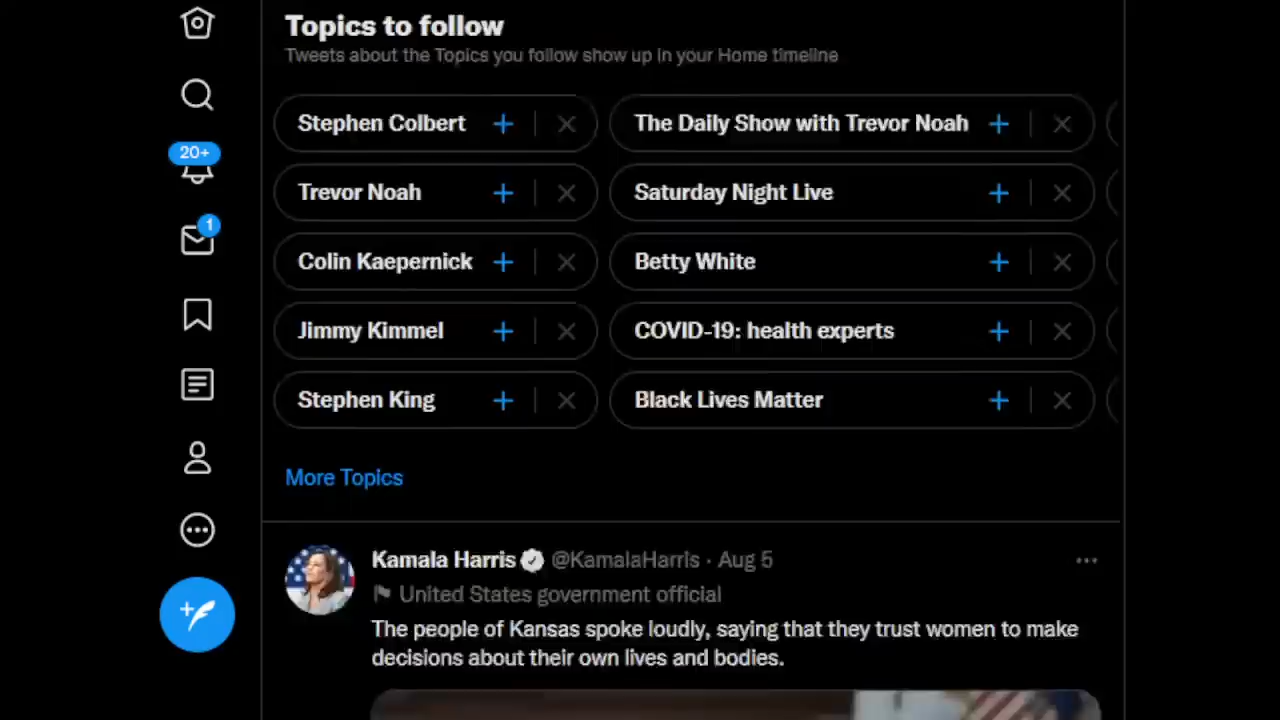 Topics to follow
Tweets about the Topics you follow show up in your Home timeline
Stephen Colbert
The Daily Show with Trevor Noah
20+
Trevor Noah
Saturday Night Live
1
Colin Kaepernick
Betty White
Jimmy Kimmel
COVID-19: health experts
Stephen King
Black Lives Matter
More Topics
Kamala Harris @KamalaHarris · Aug 5
United States government official
The people of Kansas spoke loudly, saying that they trust women to make
decisions about their own lives and bodies.